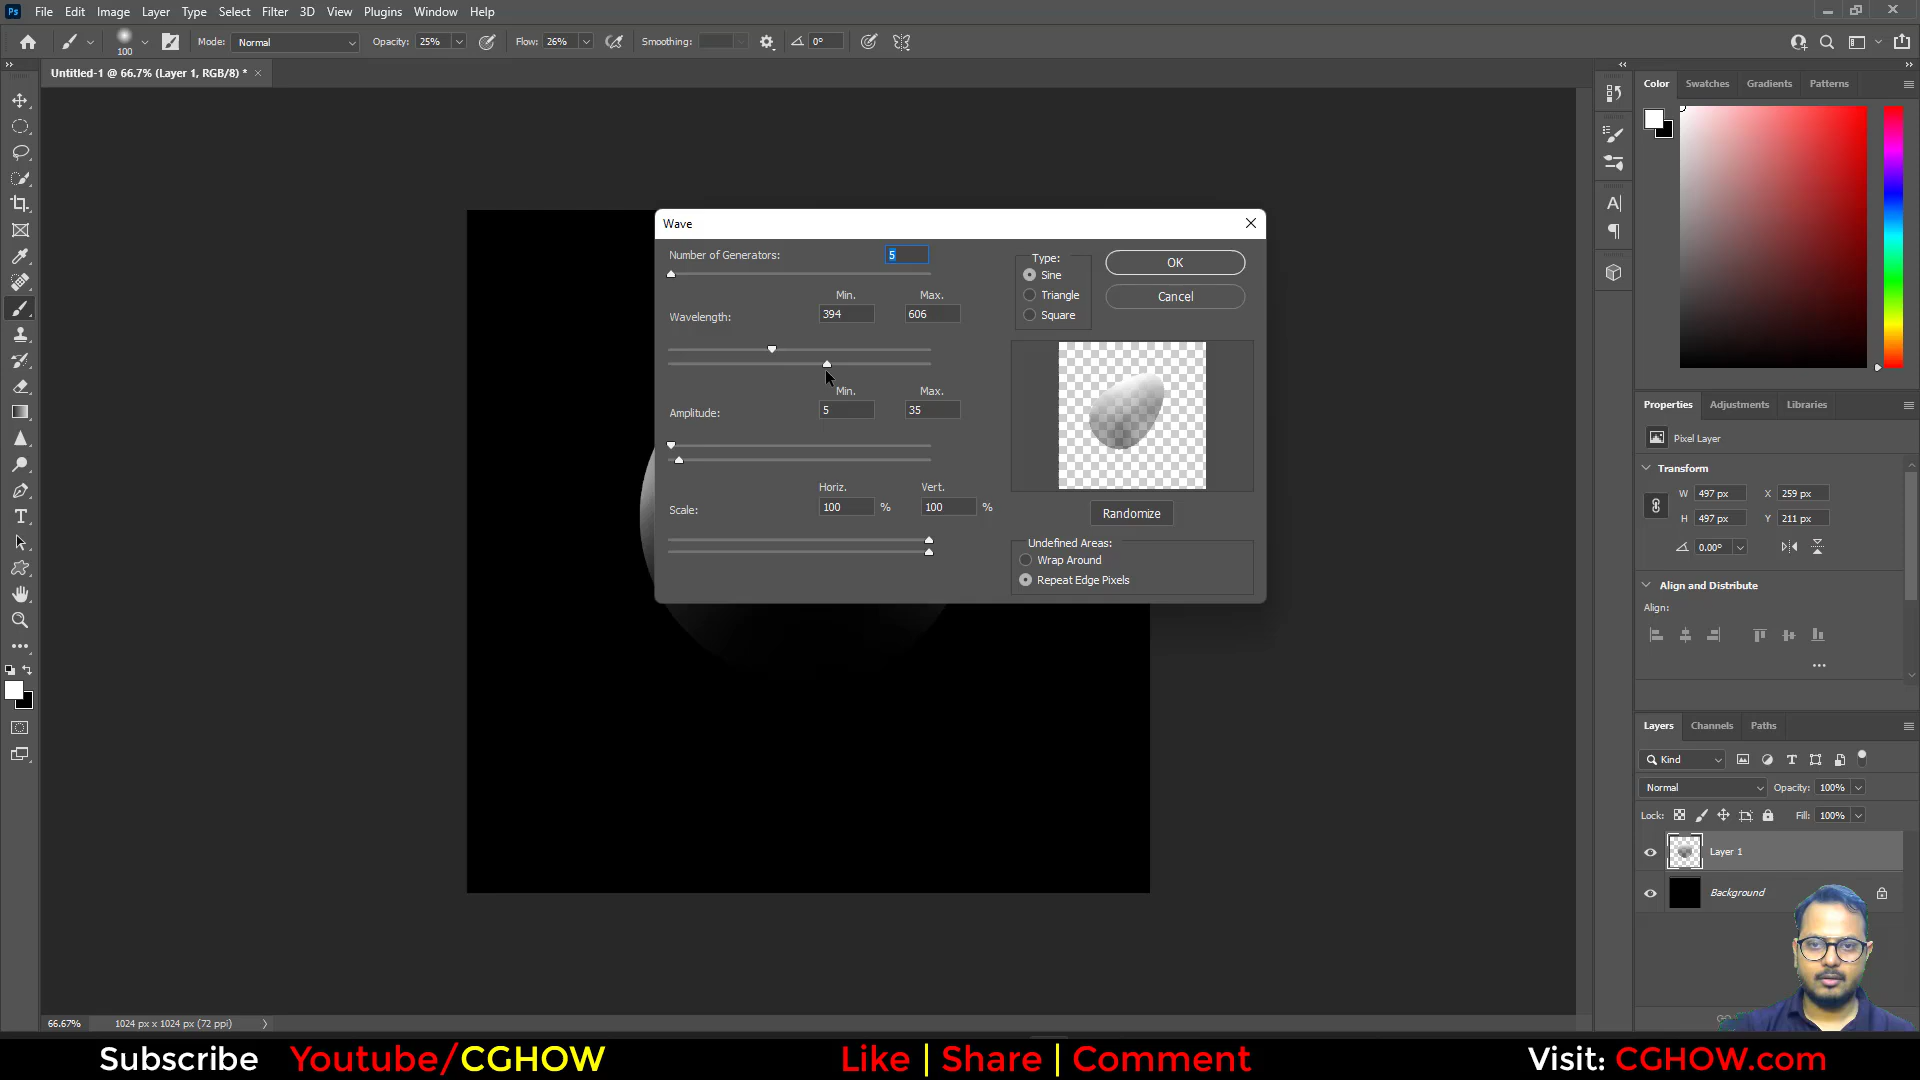 Ps File Edit Image Layer Type Select Filter 3D View Plugins Window Help
100 Mode: Normal Opacity: 25% Flow: 26% Smoothing: 0°
Untitled-1 @ 66.7% (Layer 1, RGB/8) *
Color Swatches Gradients Patterns
Wave
Number of Generators: 5
Min. Max.
Wavelength: 394 606
Min. Max.
Amplitude: 5 35
Horiz. Vert.
Scale: 100 % 100 %
Type:
Sine
Triangle
Square
OK
Cancel
Randomize
Undefined Areas:
Wrap Around
Repeat Edge Pixels
Properties Adjustments Libraries
Pixel Layer
Transform
W 497 px X 259 px
H 497 px Y 211 px
0.00°
Align and Distribute
Align:
Layers Channels Paths
Kind
Normal Opacity: 100%
Lock: Fill: 100%
Layer 1
Background
66.67% 1024 px x 1024 px (72 ppi)
Subscribe Youtube/CGHOW Like | Share | Comment Visit: CGHOW.com